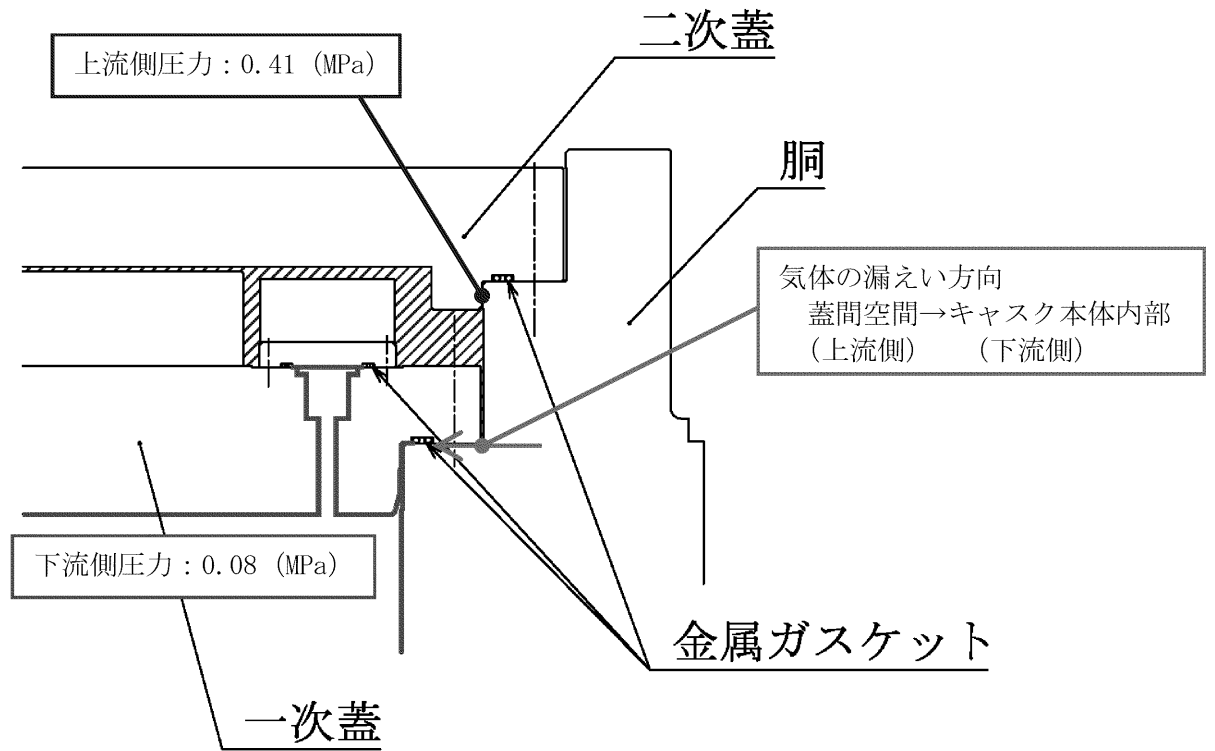 二次蓋
上流側圧力：0.41 (MPa)
胴
気体の漏えい方向
蓋間空間→キャスク本体内部
(上流側) (下流側)
下流側圧力：0.08 (MPa)
金属ガスケット
一次蓋